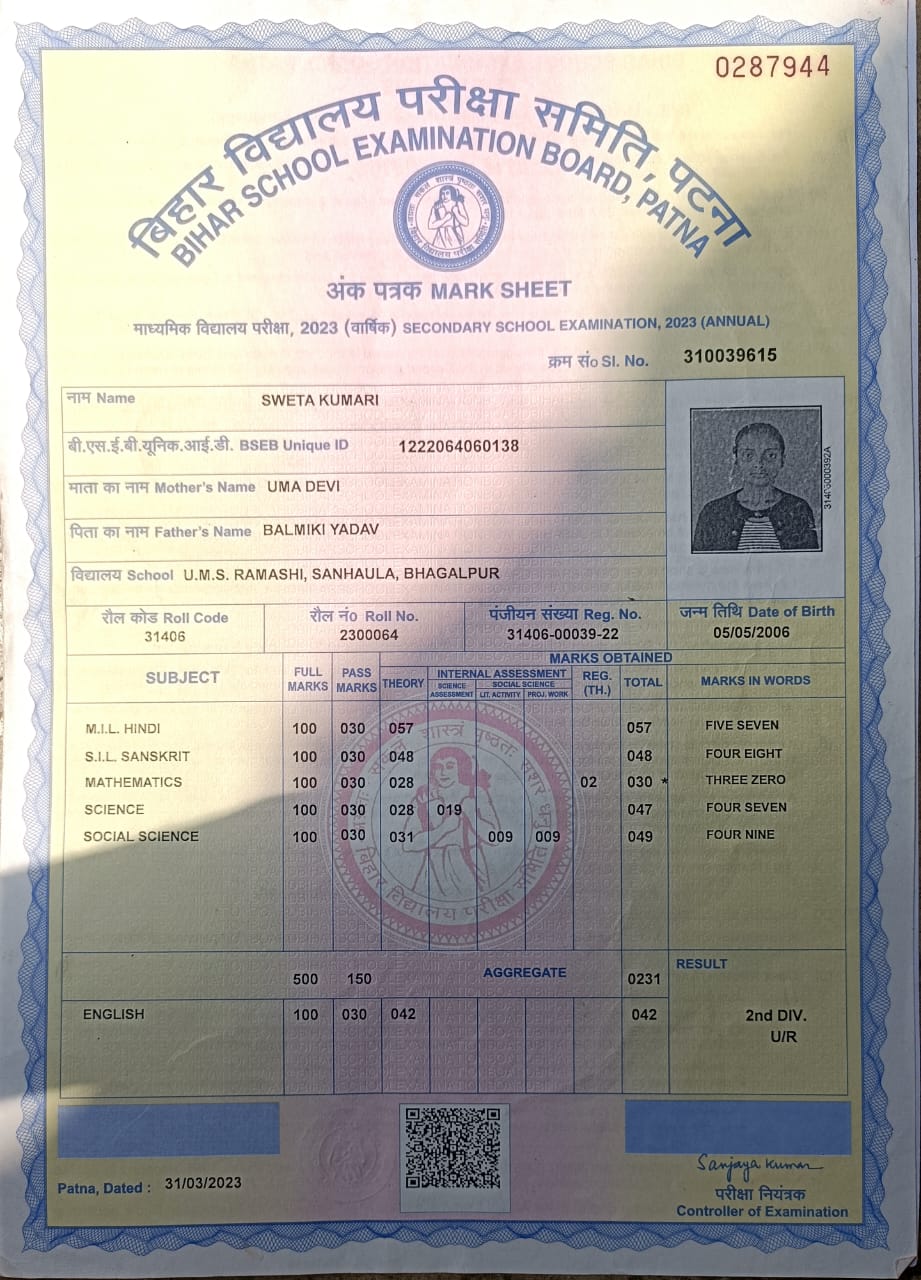 0287944
बिहार विद्यालय परीक्षा समिति, पटना
BIHAR SCHOOL EXAMINATION BOARD, PATNA
अंक पत्रक MARK SHEET
माध्यमिक विद्यालय परीक्षा, 2023 (वार्षिक) SECONDARY SCHOOL EXAMINATION, 2023 (ANNUAL)
क्रम सं० Sl. No. 310039615
नाम Name SWETA KUMARI
बी.एस.ई.बी.यूनिक.आई.डी. BSEB Unique ID 1222064060138
माता का नाम Mother's Name UMA DEVI
पिता का नाम Father's Name BALMIKI YADAV
विद्यालय School U.M.S. RAMASHI, SANHAULA, BHAGALPUR
रौल कोड Roll Code रौल नं० Roll No. पंजीयन संख्या Reg. No. जन्म तिथि Date of Birth
31406 2300064 31406-00039-22 05/05/2006
MARKS OBTAINED
SUBJECT FULL MARKS PASS MARKS THEORY INTERNAL ASSESSMENT REG. (TH.) TOTAL MARKS IN WORDS
SCIENCE ASSESSMENT SOCIAL SCIENCE
LIT. ACTIVITY PROJ. WORK
M.I.L. HINDI 100 030 057 057 FIVE SEVEN
S.I.L. SANSKRIT 100 030 048 048 FOUR EIGHT
MATHEMATICS 100 030 028 02 030 * THREE ZERO
SCIENCE 100 030 028 019 047 FOUR SEVEN
SOCIAL SCIENCE 100 030 031 009 009 049 FOUR NINE
500 150 AGGREGATE 0231 RESULT
ENGLISH 100 030 042 042 2nd DIV.
U/R
Patna, Dated : 31/03/2023
Sanjaya Kumar
परीक्षा नियंत्रक
Controller of Examination